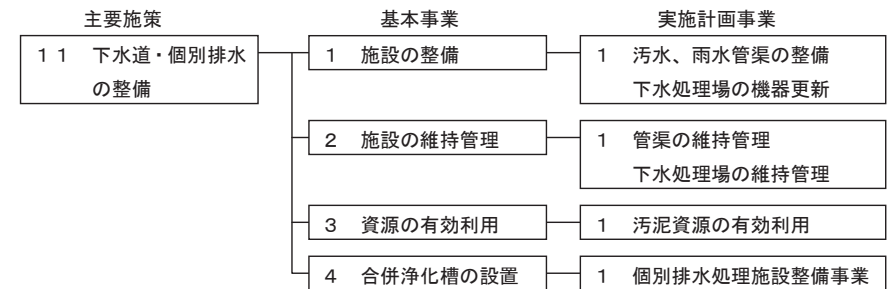 主要施策　基本事業　実施計画事業
１１　下水道・個別排水　１　施設の整備　１　汚水、雨水管渠の整備
の整備　下水処理場の機器更新
２　施設の維持管理　１　管渠の維持管理
下水処理場の維持管理
３　資源の有効利用　１　汚泥資源の有効利用
４　合併浄化槽の設置　１　個別排水処理施設整備事業